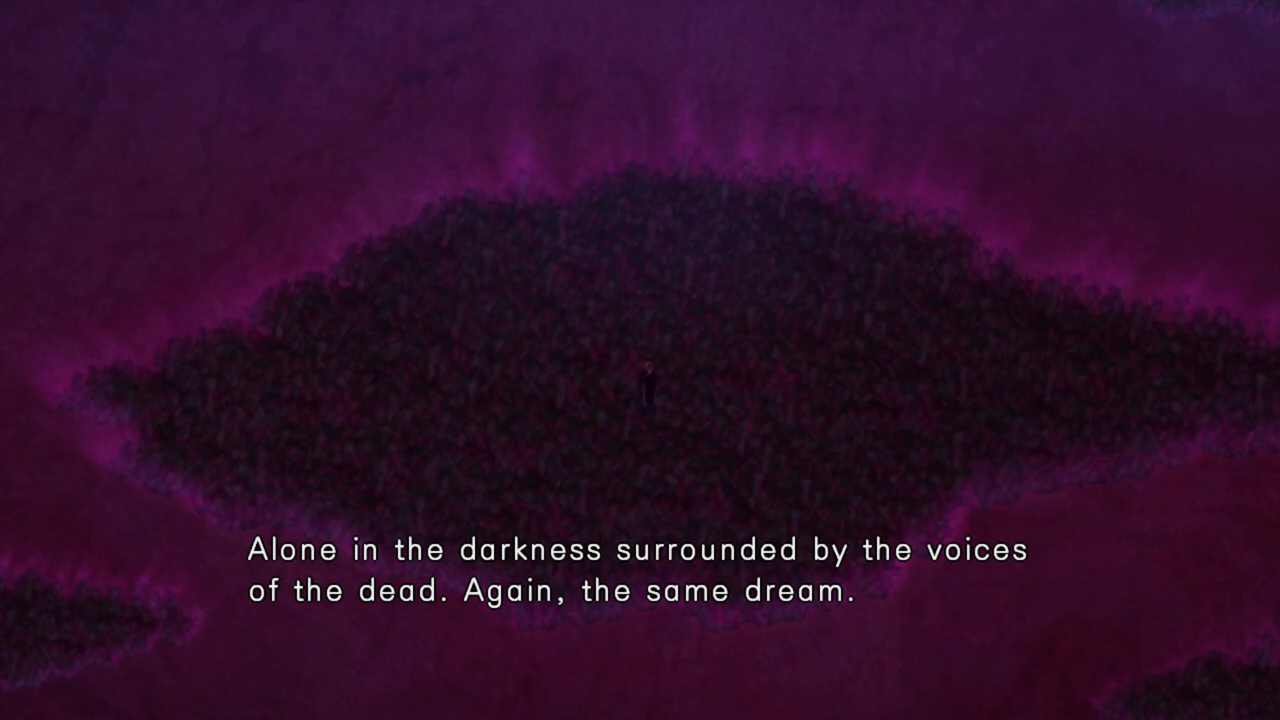 Alone in the darkness surrounded by the voices
of the dead. Again, the same dream.